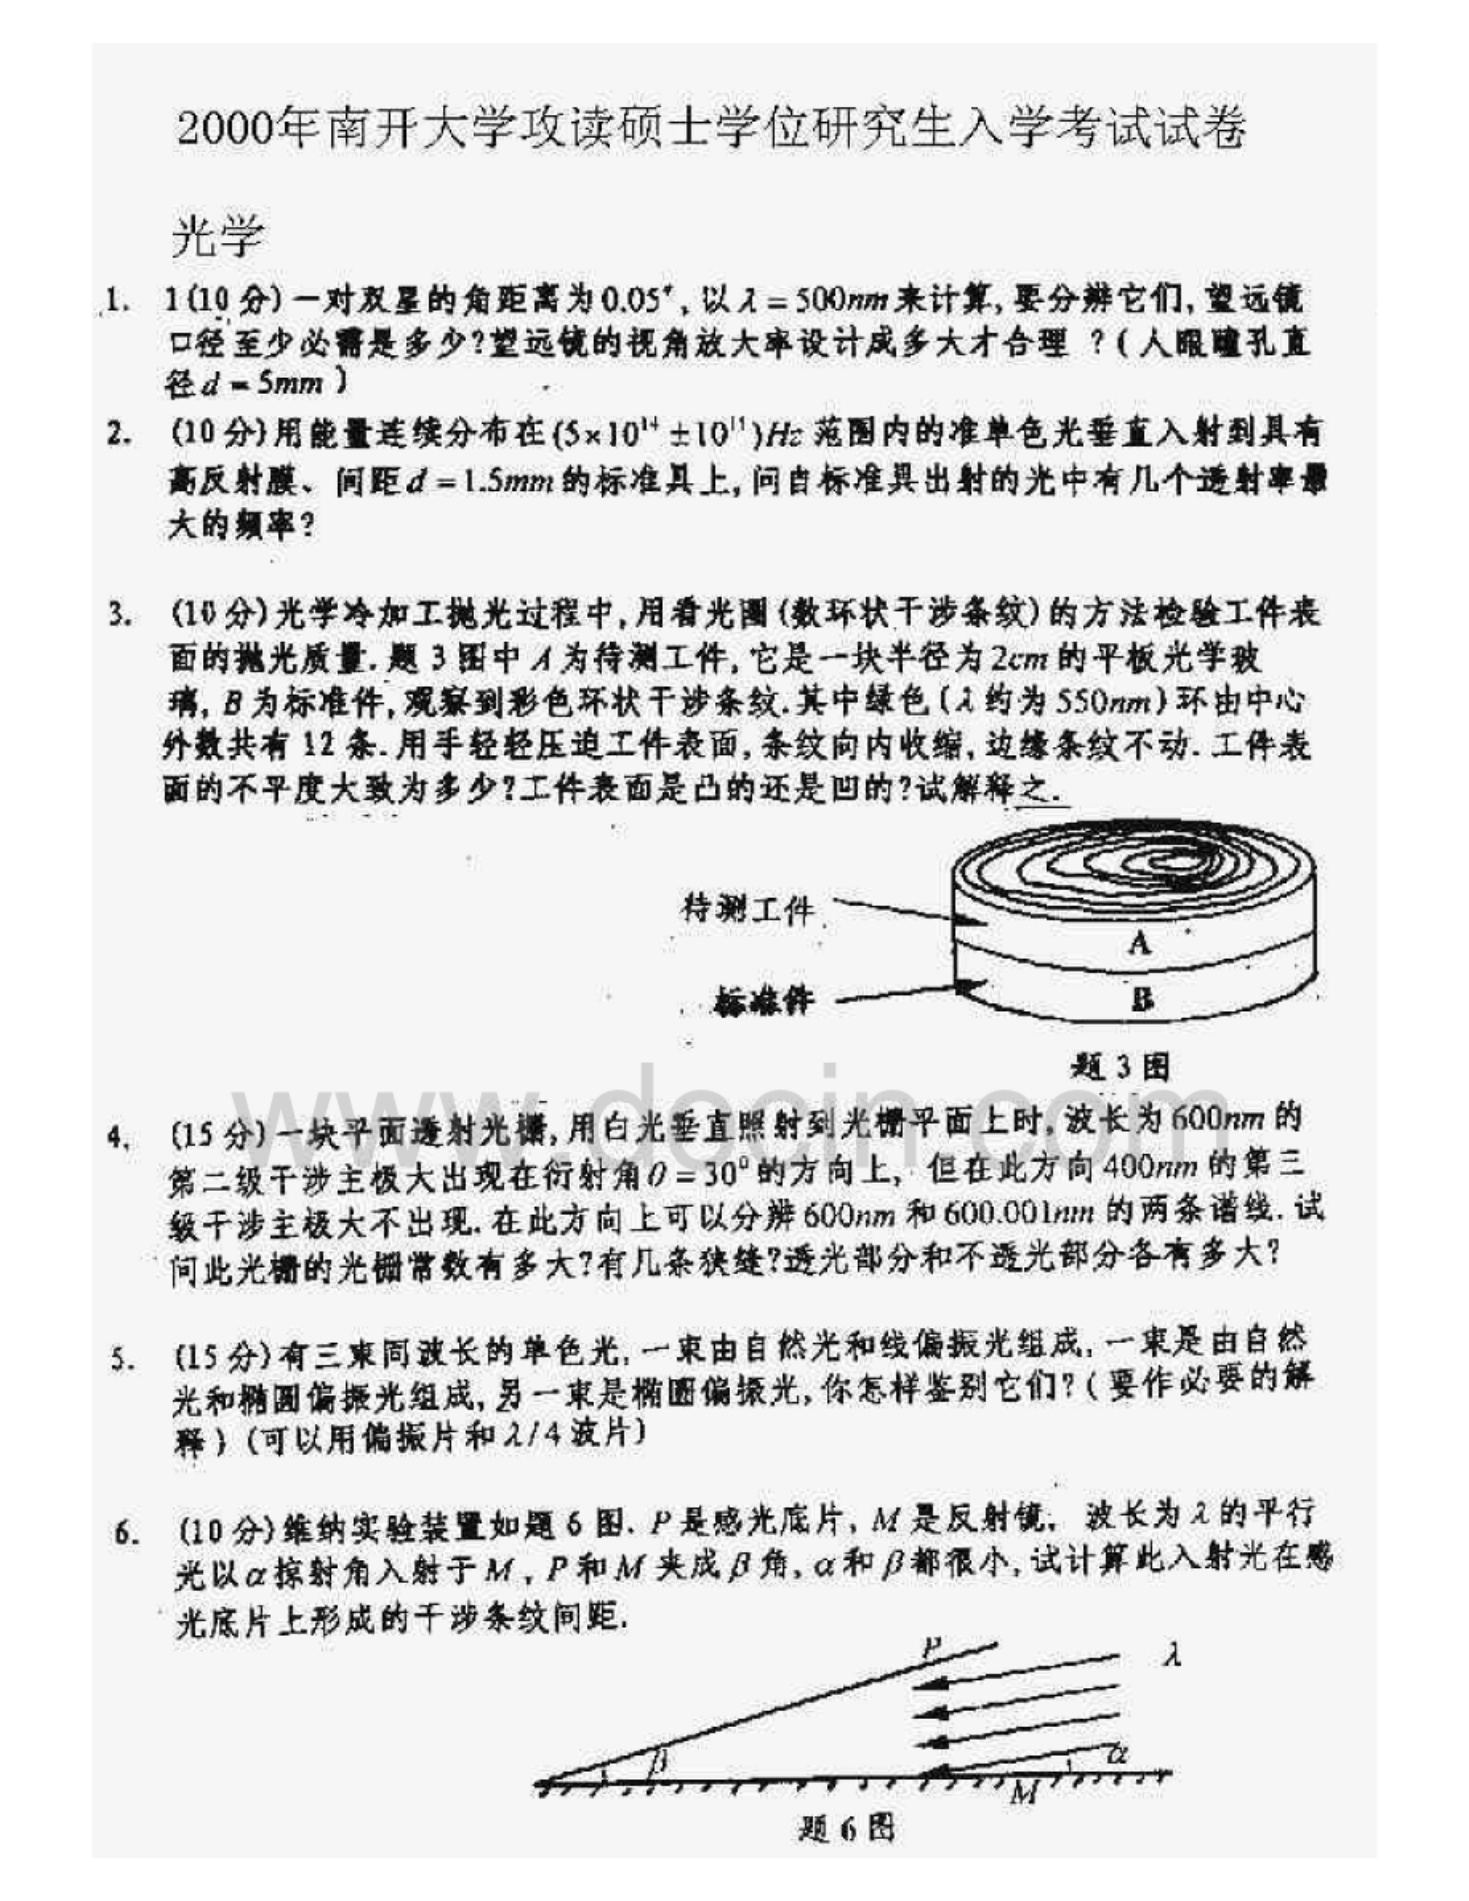 2000年南开大学攻读硕士学位研究生入学考试试卷
光学
1. 1(10分)一对双星的角距离为0.05″,以λ=500nm来计算,要分辨它们,望远镜
口径至少必需是多少?望远镜的视角放大率设计成多大才合理 ?(人眼瞳孔直
径d=5mm)
2. (10分)用能量连续分布在(5×10¹⁴±10¹¹)Hz范围内的准单色光垂直入射到具有
高反射膜、间距d=1.5mm的标准具上,问自标准具出射的光中有几个透射率最
大的频率?
3. (10分)光学冷加工抛光过程中,用看光圈(数环状干涉条纹)的方法检验工件表
面的抛光质量.题3图中A为待测工件,它是一块半径为2cm的平板光学玻
璃,B为标准件,观察到彩色环状干涉条纹.其中绿色(λ约为550nm)环由中心
外数共有12条.用手轻轻压迫工件表面,条纹向内收缩,边缘条纹不动.工件表
面的不平度大致为多少?工件表面是凸的还是凹的?试解释之.
待测工件
A
标准件
B
题3图
www.docin.com
4. (15分)一块平面透射光栅,用白光垂直照射到光栅平面上时,波长为600nm的
第二级干涉主极大出现在衍射角θ=30⁰的方向上, 但在此方向400nm的第三
级干涉主极大不出现.在此方向上可以分辨600nm和600.001nm的两条谱线.试
问此光栅的光栅常数有多大?有几条狭缝?透光部分和不透光部分各有多大?
5. (15分)有三束同波长的单色光,一束由自然光和线偏振光组成,一束是由自然
光和椭圆偏振光组成,另一束是椭圆偏振光,你怎样鉴别它们?(要作必要的解
释)(可以用偏振片和λ/4波片)
6. (10分)维纳实验装置如题6图.P是感光底片,M是反射镜. 波长为λ的平行
光以α掠射角入射于M,P和M夹成β角,α和β都很小,试计算此入射光在感
光底片上形成的干涉条纹间距.
P
λ
β
α
M
题6图